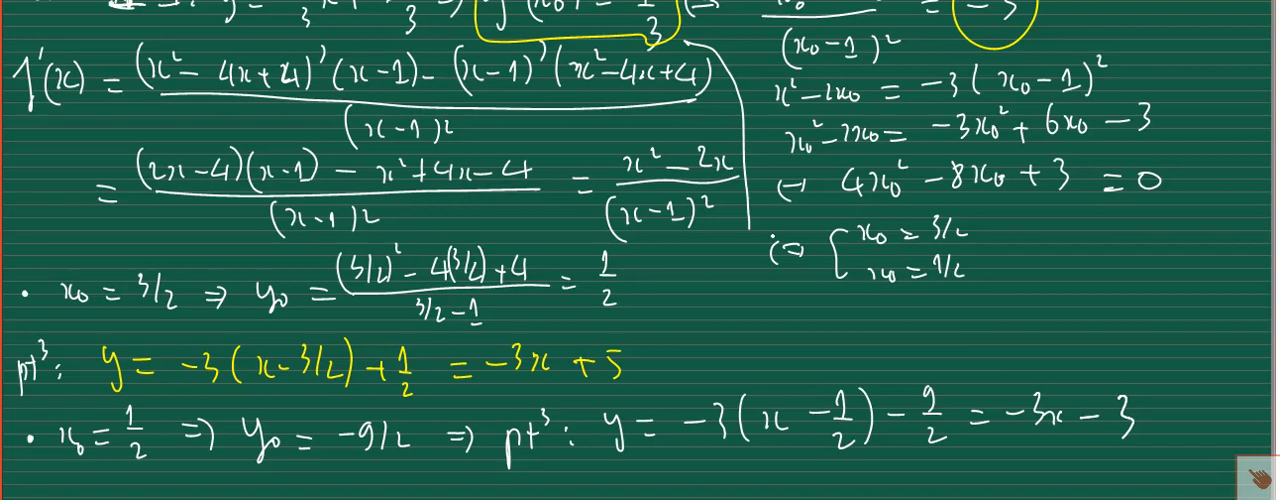 f'(x) = (x² - 4x + 4)'(x-1) - (x-1)'(x² - 4x + 4) / (x-1)²
= (2x-4)(x-1) - x² + 4x - 4 / (x-1)² = x² - 2x / (x-1)²
(x₀-1)² = -3
x² - 2x₀ = -3(x₀-1)²
x₀² - 2x₀ = -3x₀² + 6x₀ - 3
⇔ 4x₀² - 8x₀ + 3 = 0
⇔ [ x₀ = 3/2
x₀ = 1/2
• x₀ = 3/2 ⇒ y₀ = (3/2)² - 4(3/2) + 4 / 3/2 - 1 = 1/2
pt³: y = -3(x - 3/2) + 1/2 = -3x + 5
• x₀ = 1/2 ⇒ y₀ = -9/2 ⇒ pt³: y = -3(x - 1/2) - 9/2 = -3x - 3